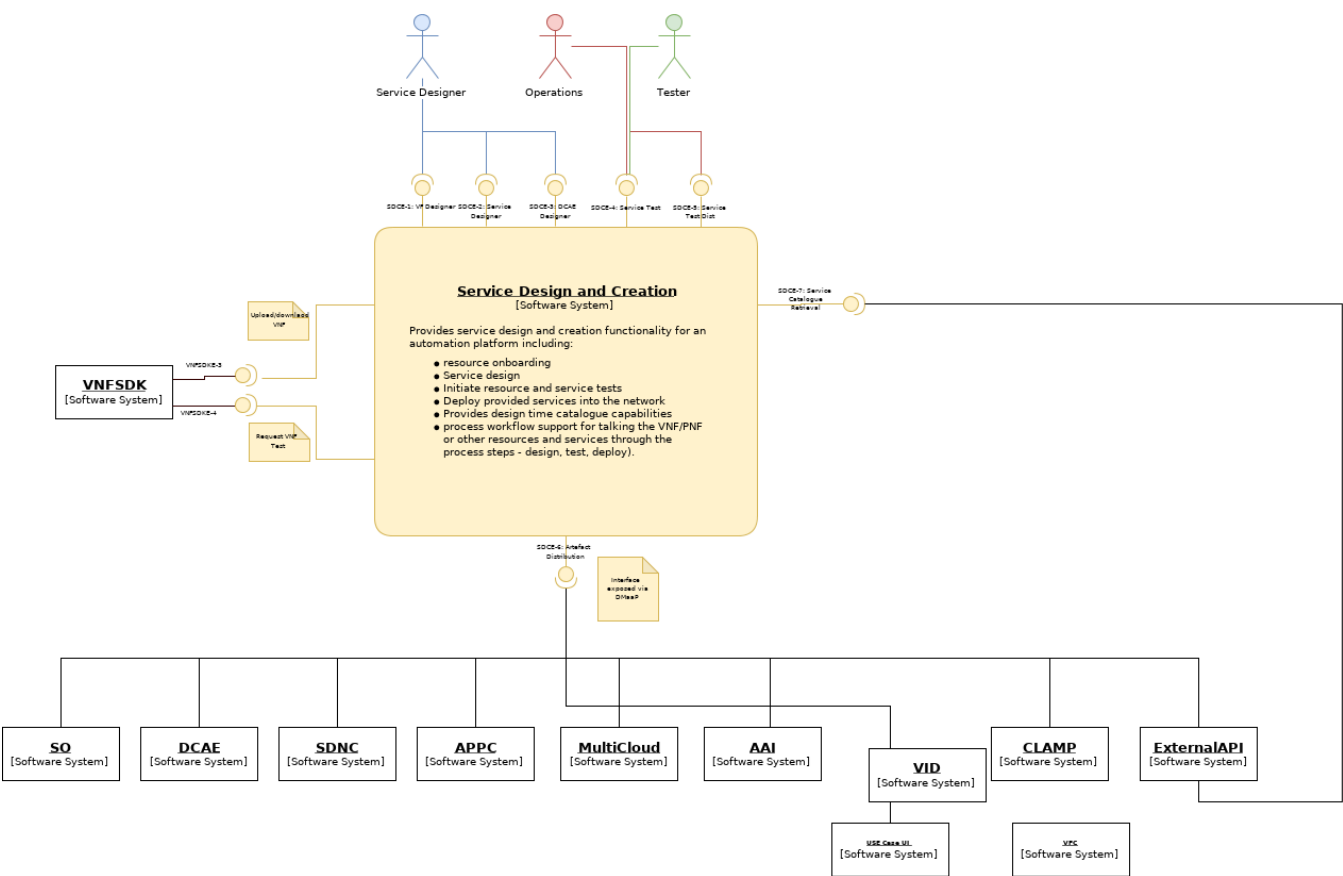 Service Designer
Operations
Tester
SDCE-1: VF Designer
SDCE-2: Service
Designer
SDCE-3: DCAE
Designer
SDCE-4: Service Test
SDCE-5: Service
Test Dist
Service Design and Creation
[Software System]
Provides service design and creation functionality for an
automation platform including:
● resource onboarding
● Service design
● Initiate resource and service tests
● Deploy provided services into the network
● Provides design time catalogue capabilities
● process workflow support for talking the VNF/PNF
or other resources and services through the
process steps - design, test, deploy).
SDCE-7: Service
Catalogue
Retrieval
Upload/download
VNF
VNFSDKE-3
VNFSDK
[Software System]
VNFSDKE-4
Request VNF
Test
SDCE-6: Artefact
Distribution
Interface
exposed via
DMaaP
SO
[Software System]
DCAE
[Software System]
SDNC
[Software System]
APPC
[Software System]
MultiCloud
[Software System]
AAI
[Software System]
VID
[Software System]
CLAMP
[Software System]
ExternalAPI
[Software System]
USE Case UI
[Software System]
VFC
[Software System]